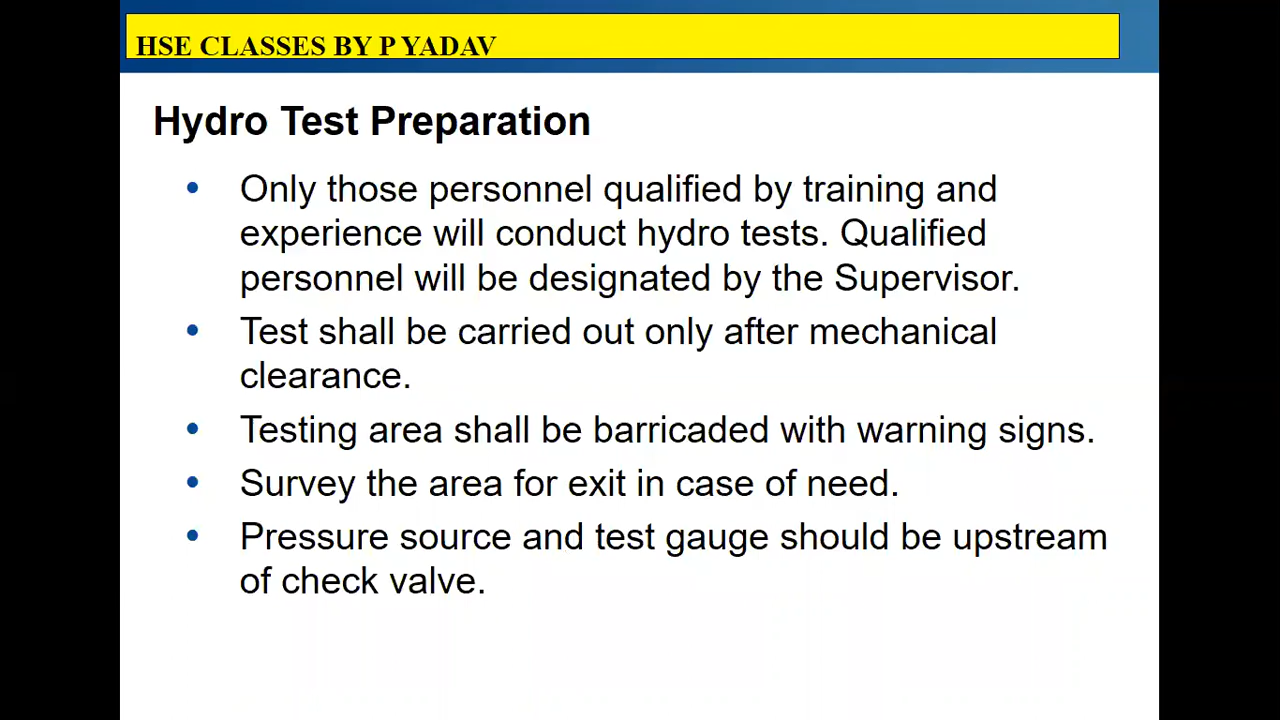 HSE CLASSES BY P YADAV
Hydro Test Preparation
• Only those personnel qualified by training and
experience will conduct hydro tests. Qualified
personnel will be designated by the Supervisor.
• Test shall be carried out only after mechanical
clearance.
• Testing area shall be barricaded with warning signs.
• Survey the area for exit in case of need.
• Pressure source and test gauge should be upstream
of check valve.